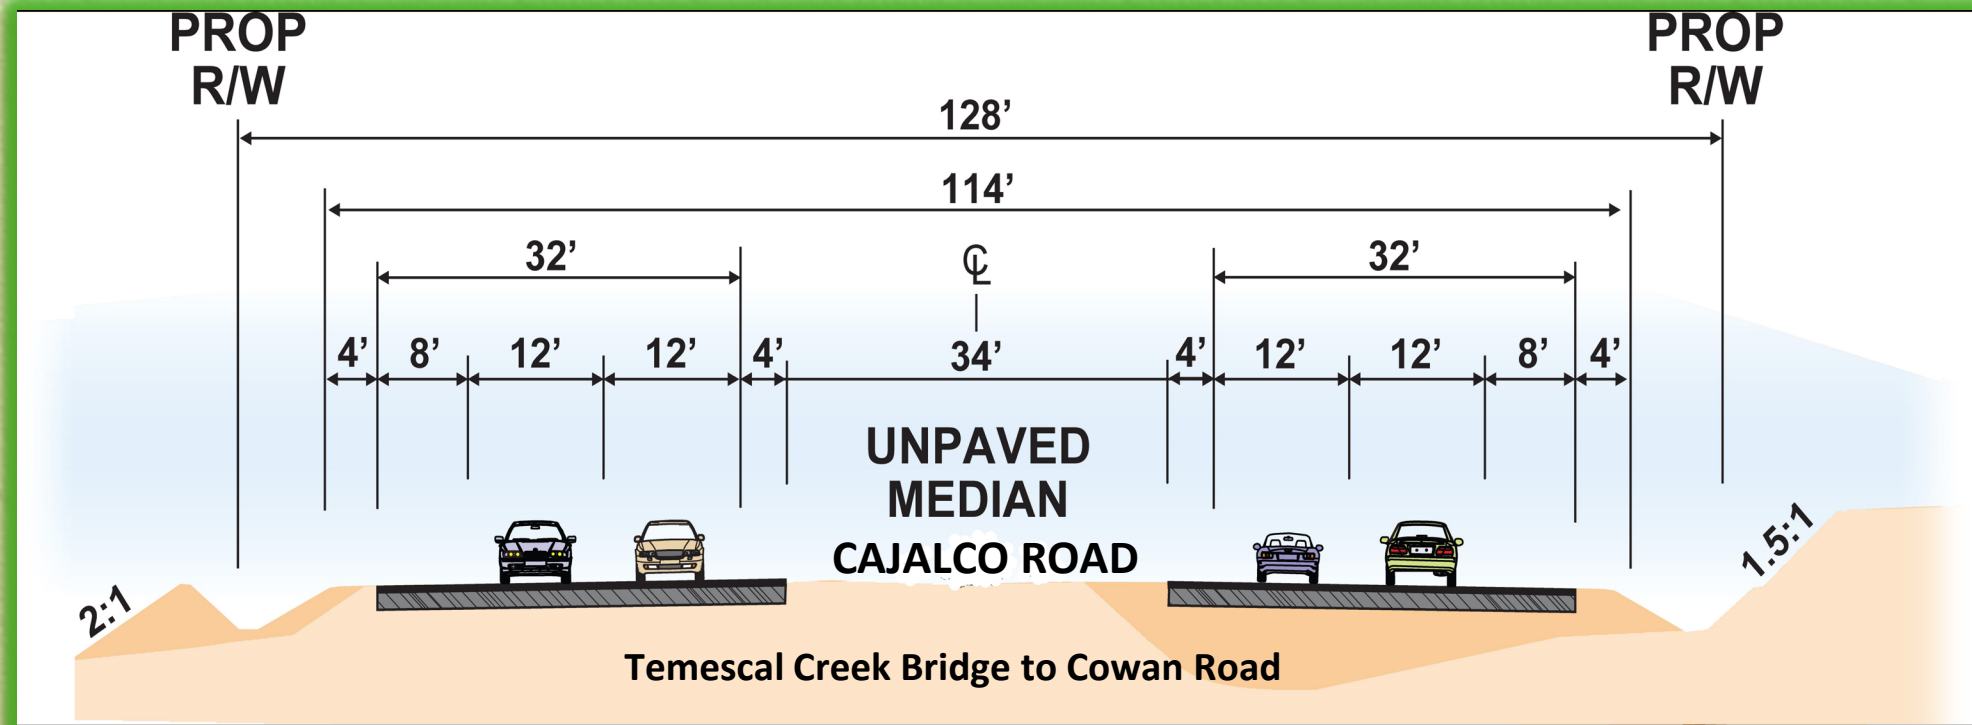 PROP
R/W
PROP
R/W
128’
114’
32’
℄
32’
4’ 8’ 12’ 12’ 4’ 34’ 4’ 12’ 12’ 8’ 4’
UNPAVED
MEDIAN
CAJALCO ROAD
2:1
1.5:1
Temescal Creek Bridge to Cowan Road